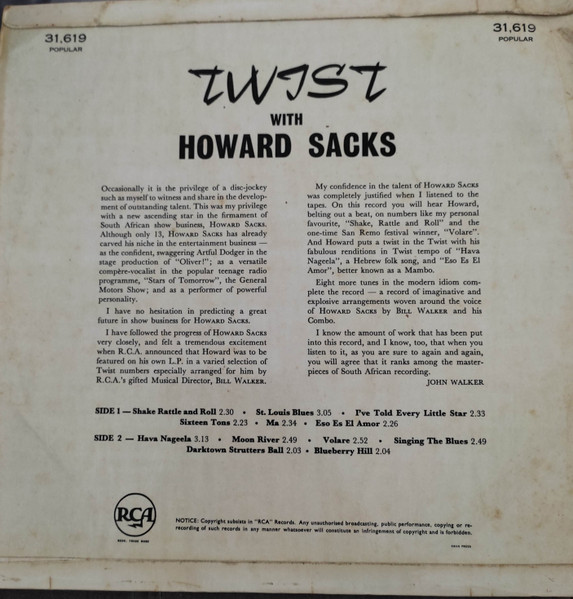 31,619
POPULAR
31,619
POPULAR
TWIST
WITH
HOWARD SACKS
Occasionally it is the privilege of a disc-jockey
such as myself to witness and share in the develop-
ment of outstanding talent. This was my privilege
with a new ascending star in the firmament of
South African show business, HOWARD SACKS.
Although only 13, HOWARD SACKS has already
carved his niche in the entertainment business —
as the confident, swaggering Artful Dodger in the
stage production of "Oliver!"; as a versatile
compère-vocalist in the popular teenage radio
programme, "Stars of Tomorrow", the General
Motors Show; and as a performer of powerful
personality.
I have no hesitation in predicting a great
future in show business for HOWARD SACKS.
I have followed the progress of HOWARD SACKS
very closely, and felt a tremendous excitement
when R.C.A. announced that Howard was to be
featured on his own L.P. in a varied selection of
Twist numbers especially arranged for him by
R.C.A.'s gifted Musical Director, BILL WALKER.
My confidence in the talent of HOWARD SACKS
was completely justified when I listened to the
tapes. On this record you will hear Howard,
belting out a beat, on numbers like my personal
favourite, "Shake, Rattle and Roll" and the
one-time San Remo festival winner, "Volare".
And Howard puts a twist in the Twist with his
fabulous renditions in Twist tempo of "Hava
Nageela", a Hebrew folk song, and "Eso Es El
Amor", better known as a Mambo.
Eight more tunes in the modern idiom com-
plete the record — a record of imaginative and
explosive arrangements woven around the voice
of HOWARD SACKS by BILL WALKER and his
Combo.
I know the amount of work that has been put
into this record, and I know, too, that when you
listen to it, as you are sure to again and again,
you will agree that it ranks among the master-
pieces of South African recording.
JOHN WALKER
SIDE 1 — Shake Rattle and Roll 2.30 • St. Louis Blues 3.05 • I've Told Every Little Star 2.33
Sixteen Tons 2.23 • Ma 2.34 • Eso Es El Amor 2.26
SIDE 2 - Hava Nageela 3.13 • Moon River 2.49 • Volare 2.52 • Singing The Blues 2.49
Darktown Strutters Ball 2.03 • Blueberry Hill 2.04
RCA
NOTICE: Copyright subsists in "RCA" Records. Any unauthorised broadcasting, public performance, copying or re-
recording of such records in any manner whatsoever will constitute an infringement of copyright and is forbidden.